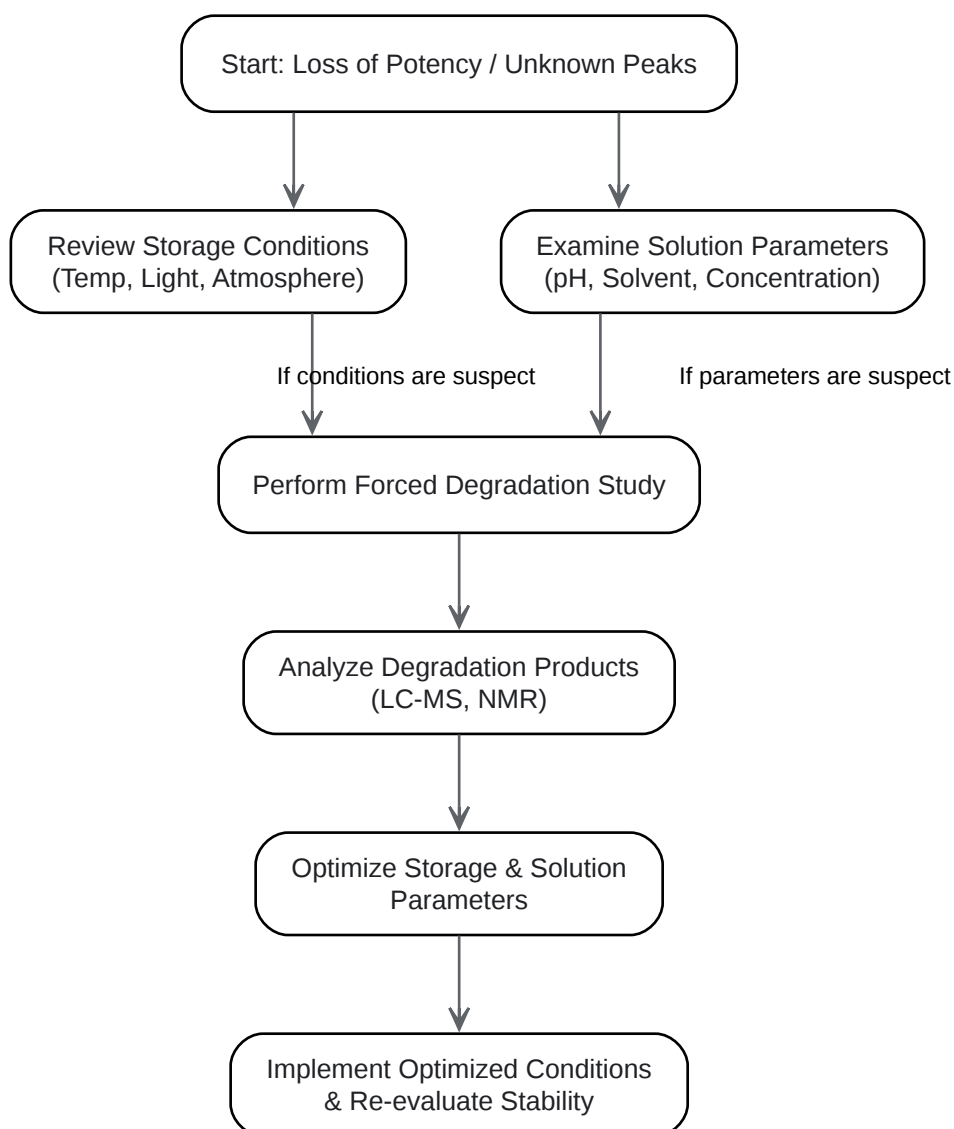 Start: Loss of Potency / Unknown Peaks
Review Storage Conditions
(Temp, Light, Atmosphere)
Examine Solution Parameters
(pH, Solvent, Concentration)
If conditions are suspect
If parameters are suspect
Perform Forced Degradation Study
Analyze Degradation Products
(LC-MS, NMR)
Optimize Storage & Solution
Parameters
Implement Optimized Conditions
& Re-evaluate Stability